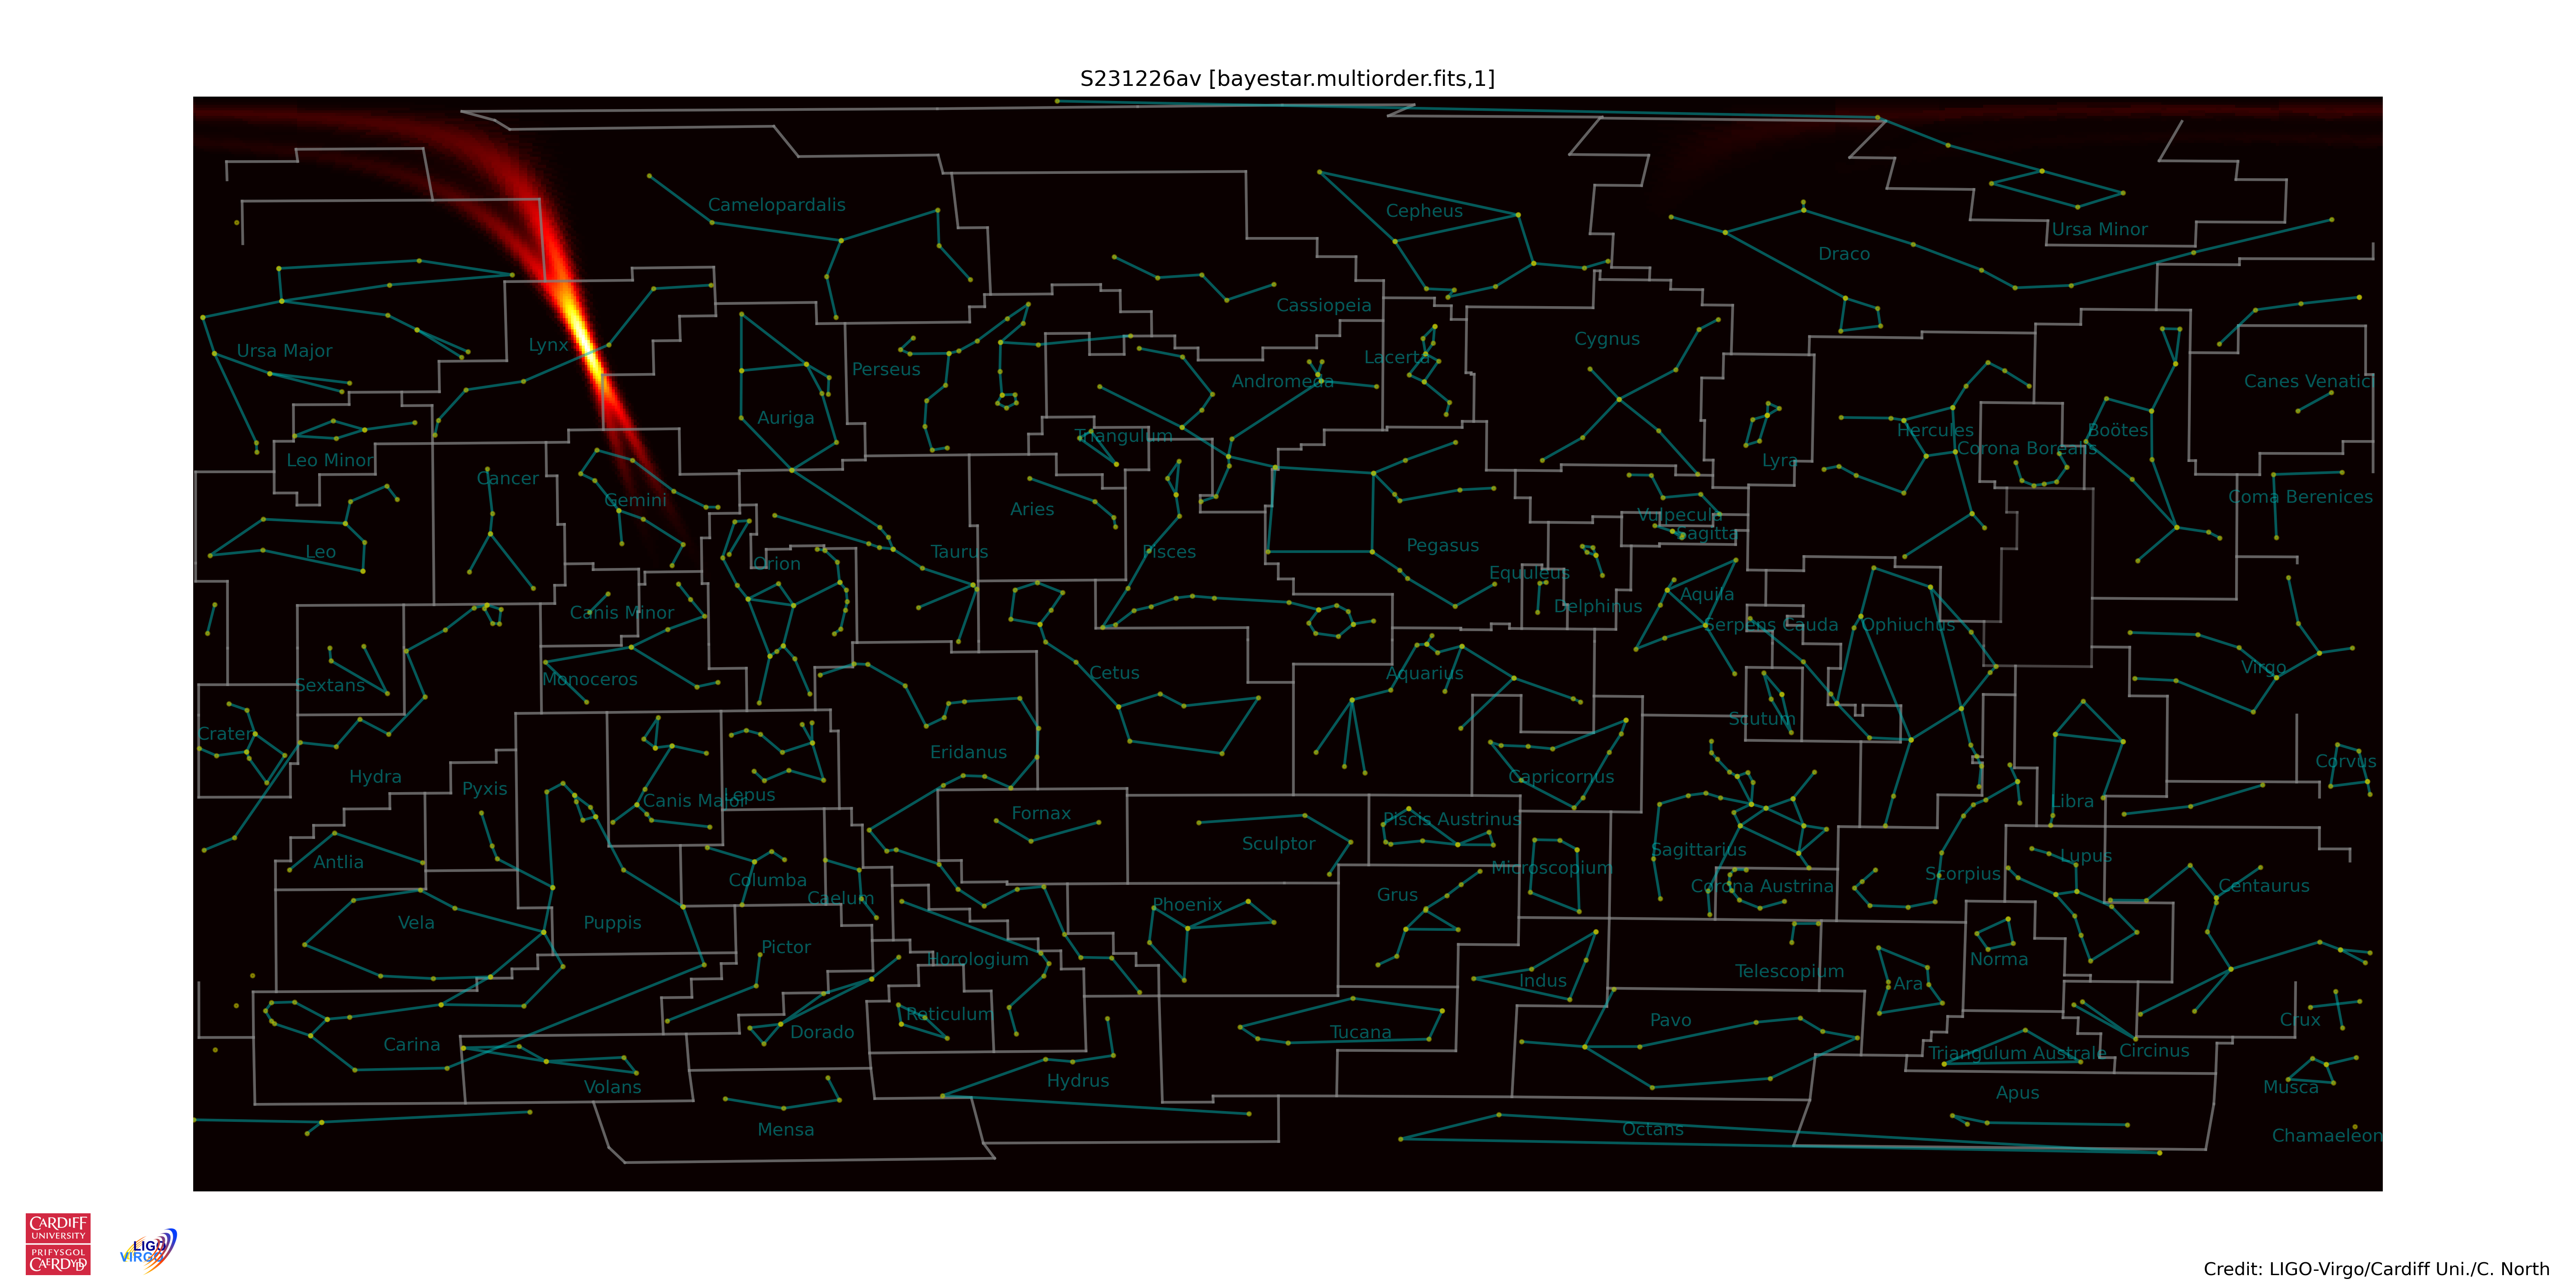 S231226av [bayestar.multiorder.fits,1]
Camelopardalis
Cepheus
Ursa Minor
Draco
Cassiopeia
Cygnus
Lynx
Ursa Major
Lacerta
Perseus
Andromeda
Canes Venatici
Auriga
Hercules
Boötes
Triangulum
Corona Borealis
Leo Minor
Lyra
Cancer
Gemini
Coma Berenices
Aries
Vulpecula
Sagitta
Leo
Taurus
Pisces
Pegasus
Orion
Equuleus
Aquila
Delphinus
Canis Minor
Serpens Cauda
Ophiuchus
Virgo
Cetus
Aquarius
Monoceros
Sextans
Scutum
Crater
Eridanus
Corvus
Hydra
Capricornus
Pyxis
Lepus
Canis Major
Libra
Fornax
Piscis Austrinus
Sculptor
Sagittarius
Lupus
Antlia
Microscopium
Scorpius
Columba
Corona Austrina
Centaurus
Grus
Caelum
Phoenix
Vela
Puppis
Pictor
Horologium
Norma
Telescopium
Indus
Ara
Reticulum
Pavo
Crux
Dorado
Tucana
Carina
Circinus
Triangulum Australe
Hydrus
Volans
Musca
Apus
Mensa
Octans
Chamaeleon
CARDIFF
UNIVERSITY
PRIFYSGOL
CAERDYDD
LIGO
VIRGO
Credit: LIGO-Virgo/Cardiff Uni./C. North